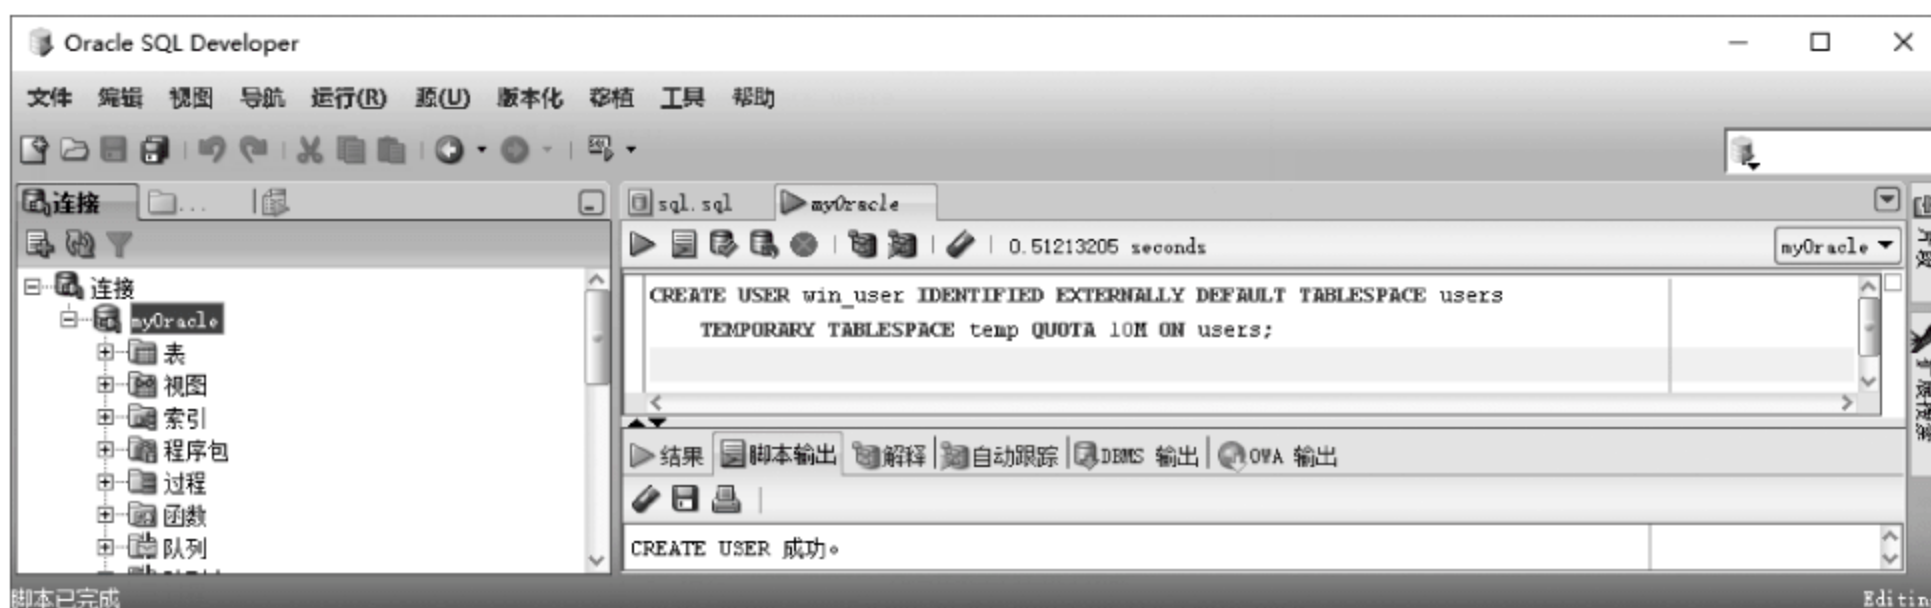 Oracle SQL Developer
文件 编辑 视图 导航 运行(R) 源(U) 版本化 移植 工具 帮助
连接 ...
sql.sql myOracle
0.51213205 seconds myOracle
连接
myOracle
表
视图
索引
程序包
过程
函数
队列
CREATE USER win_user IDENTIFIED EXTERNALLY DEFAULT TABLESPACE users
TEMPORARY TABLESPACE temp QUOTA 10M ON users;
结果 脚本输出 解释 自动跟踪 DBMS 输出 OWA 输出
CREATE USER 成功。
脚本已完成 Editin